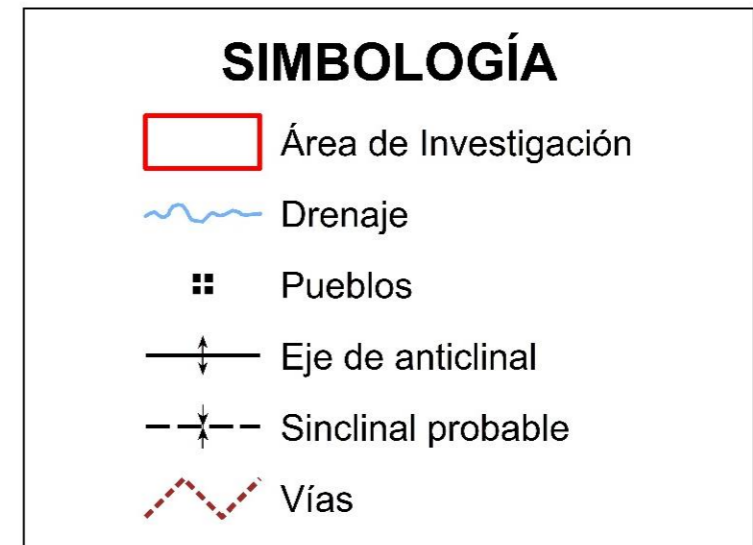 SIMBOLOGÍA
Área de Investigación
Drenaje
Pueblos
Eje de anticlinal
Sinclinal probable
Vías